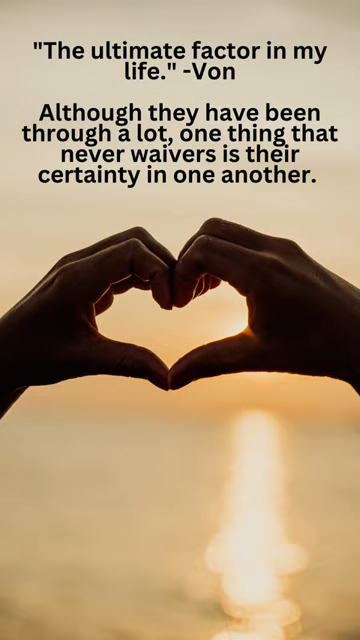 "The ultimate factor in my
life." -Von
Although they have been
through a lot, one thing that
never waivers is their
certainty in one another.